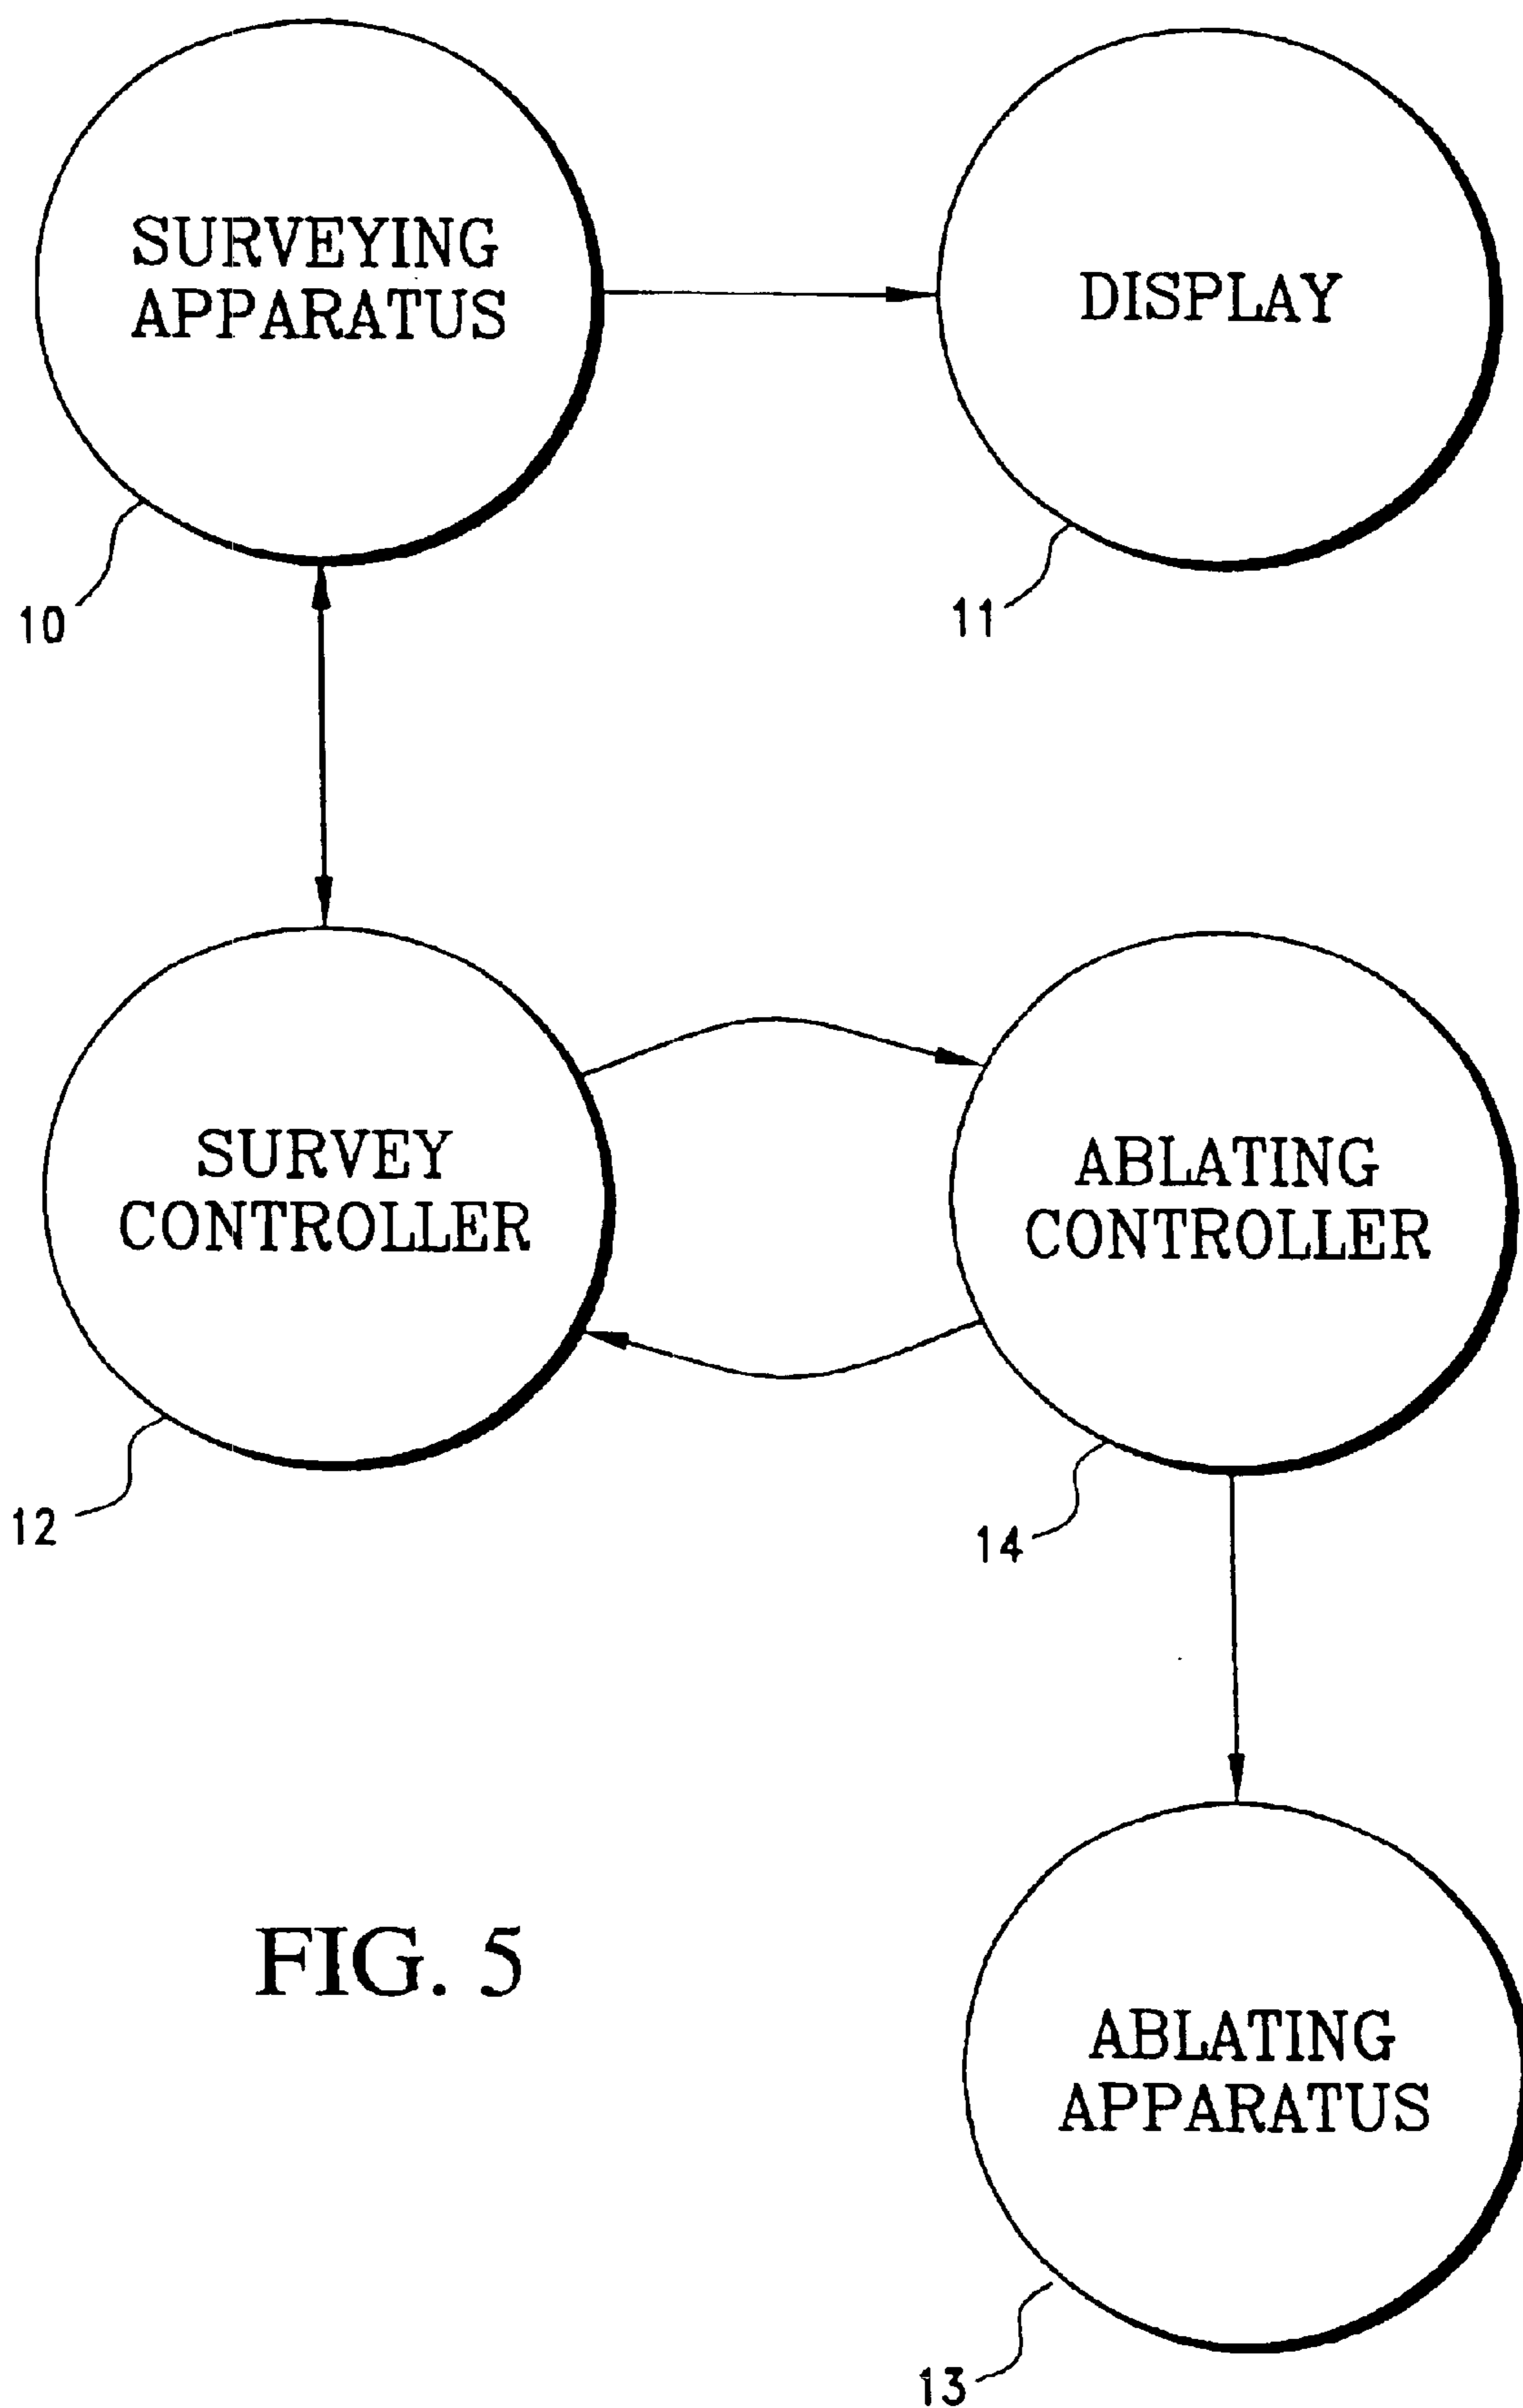 SURVEYING
APPARATUS
DISPLAY
10
11
SURVEY
CONTROLLER
ABLATING
CONTROLLER
12
14
FIG. 5
ABLATING
APPARATUS
13